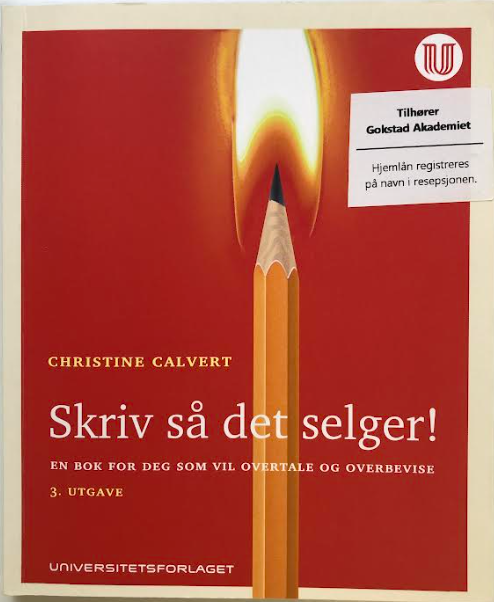 Tilhører
Gokstad Akademiet
Hjemlån registreres
på navn i resepsjonen.
CHRISTINE CALVERT
Skriv så det selger!
EN BOK FOR DEG SOM VIL OVERTALE OG OVERBEVISE
3. UTGAVE
UNIVERSITETSFORLAGET